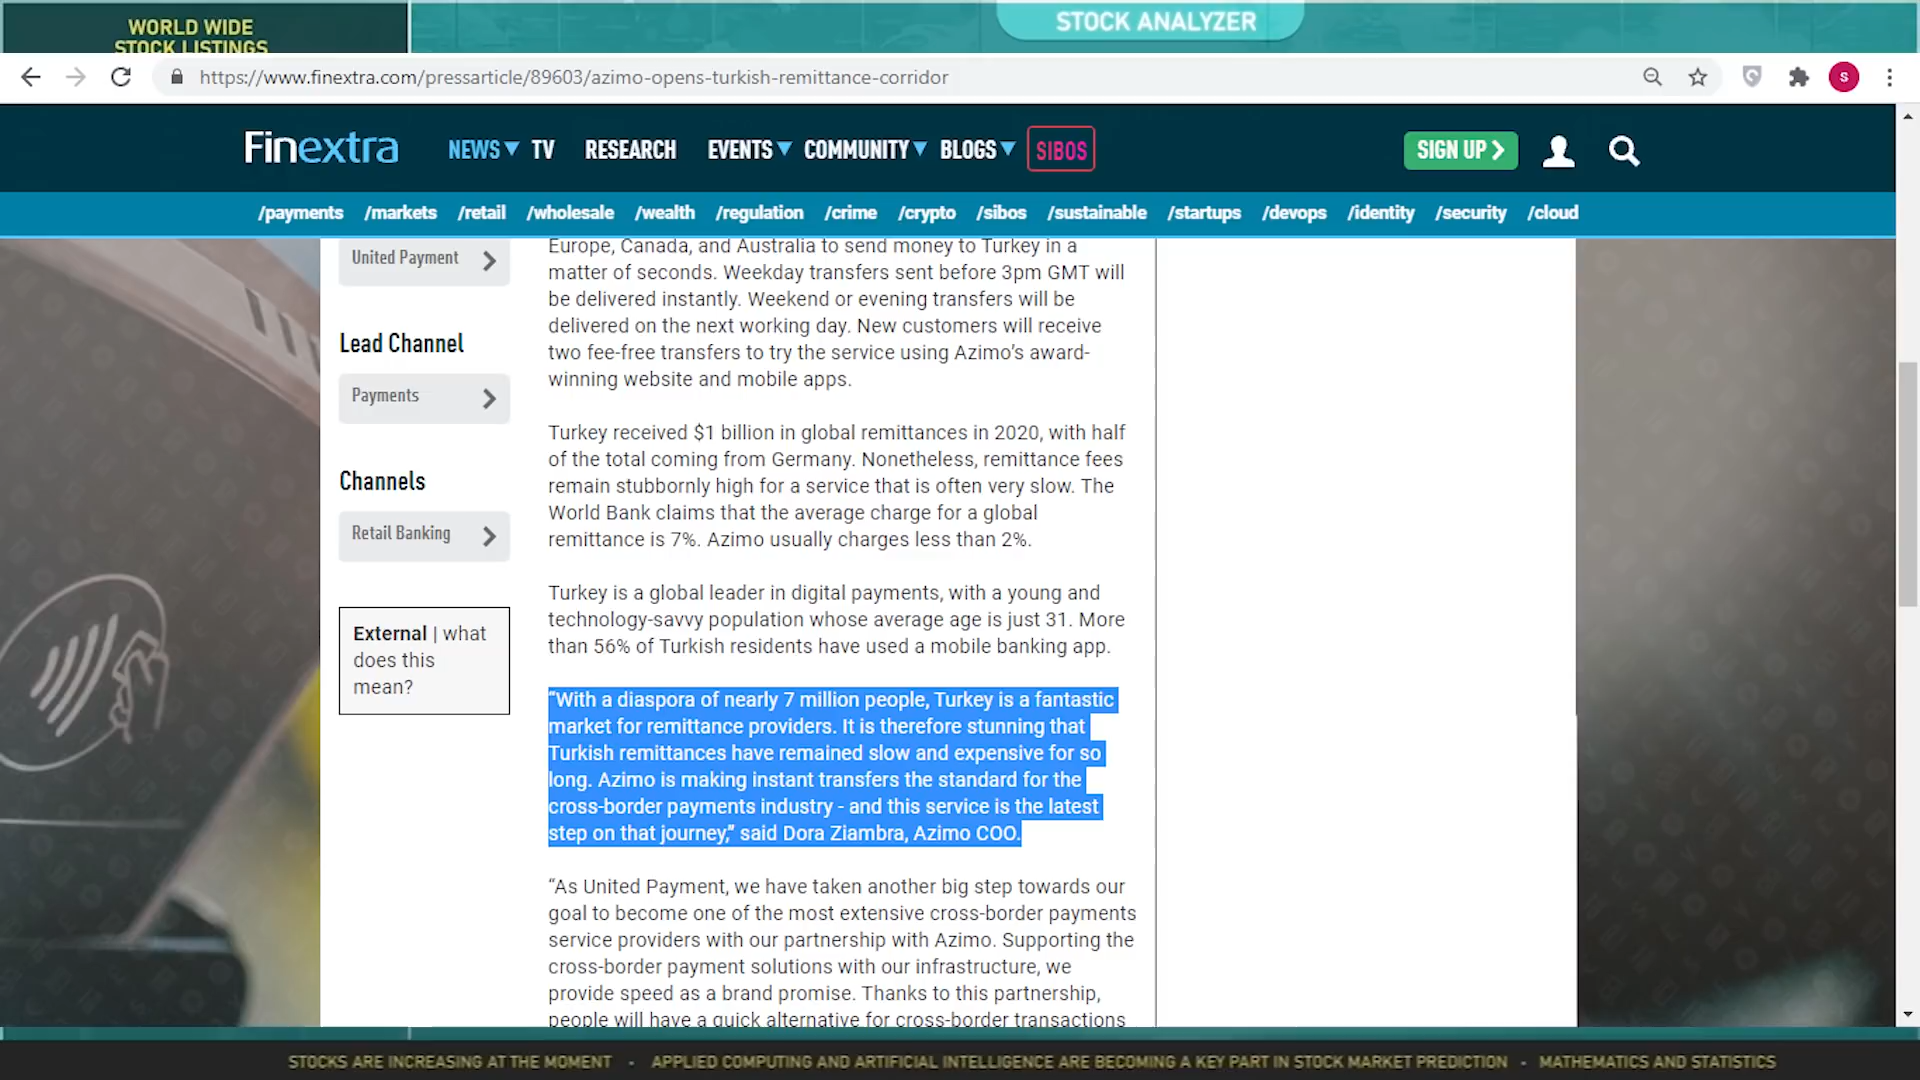 WORLD WIDE
STOCK LISTINGS
STOCK ANALYZER
https://www.finextra.com/pressarticle/89603/azimo-opens-turkish-remittance-corridor
s
Finextra
NEWS TV RESEARCH EVENTS COMMUNITY BLOGS SIBOS
SIGN UP
/payments /markets /retail /wholesale /wealth /regulation /crime /crypto /sibos /sustainable /startups /devops /identity /security /cloud
United Payment
Lead Channel
Payments
Channels
Retail Banking
External | what
does this
mean?
Europe, Canada, and Australia to send money to Turkey in a
matter of seconds. Weekday transfers sent before 3pm GMT will
be delivered instantly. Weekend or evening transfers will be
delivered on the next working day. New customers will receive
two fee-free transfers to try the service using Azimo’s award-
winning website and mobile apps.
Turkey received $1 billion in global remittances in 2020, with half
of the total coming from Germany. Nonetheless, remittance fees
remain stubbornly high for a service that is often very slow. The
World Bank claims that the average charge for a global
remittance is 7%. Azimo usually charges less than 2%.
Turkey is a global leader in digital payments, with a young and
technology-savvy population whose average age is just 31. More
than 56% of Turkish residents have used a mobile banking app.
“With a diaspora of nearly 7 million people, Turkey is a fantastic
market for remittance providers. It is therefore stunning that
Turkish remittances have remained slow and expensive for so
long. Azimo is making instant transfers the standard for the
cross-border payments industry - and this service is the latest
step on that journey,” said Dora Ziambra, Azimo COO.
“As United Payment, we have taken another big step towards our
goal to become one of the most extensive cross-border payments
service providers with our partnership with Azimo. Supporting the
cross-border payment solutions with our infrastructure, we
provide speed as a brand promise. Thanks to this partnership,
people will have a quick alternative for cross-border transactions
STOCKS ARE INCREASING AT THE MOMENT - APPLIED COMPUTING AND ARTIFICIAL INTELLIGENCE ARE BECOMING A KEY PART IN STOCK MARKET PREDICTION - MATHEMATICS AND STATISTICS